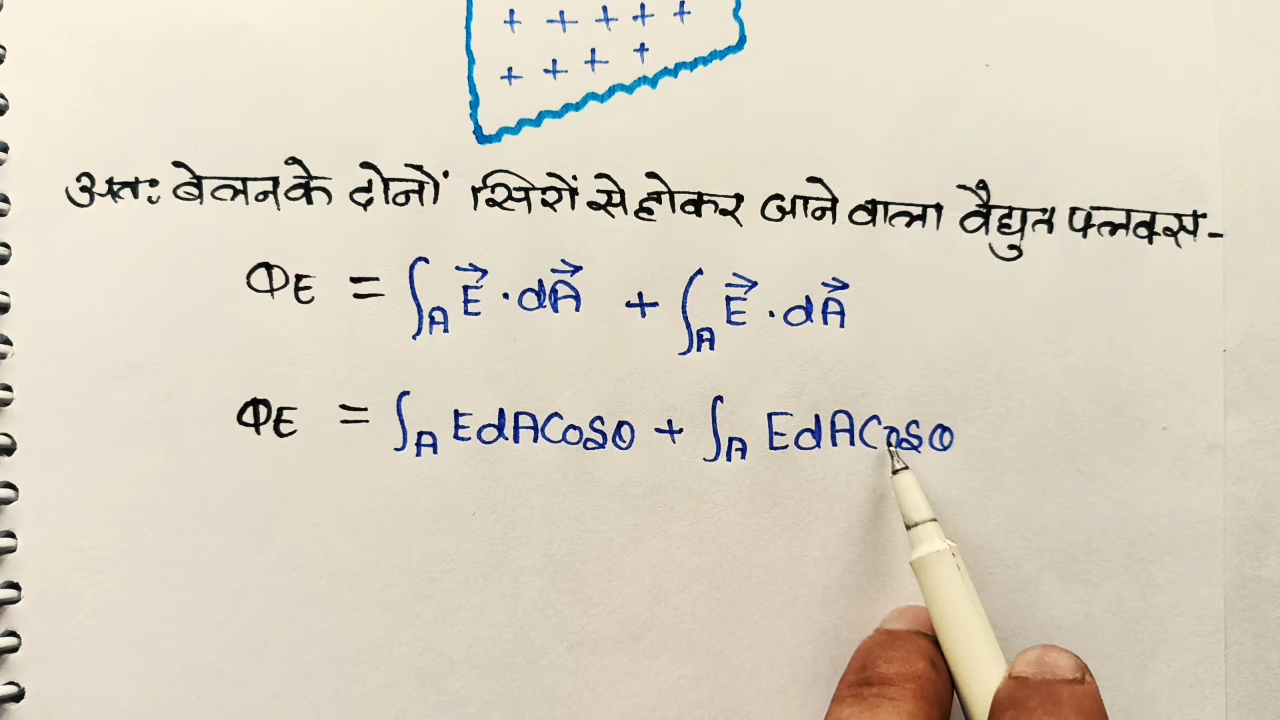 + + + + +
+ + + +
अतः बेलन के दोनों सिरों से होकर जाने वाला वैद्युत फ्लक्स -
ΦE = ∫A E⃗ · dA⃗ + ∫A E⃗ · dA⃗
ΦE = ∫A EdACosθ + ∫A EdACosθ